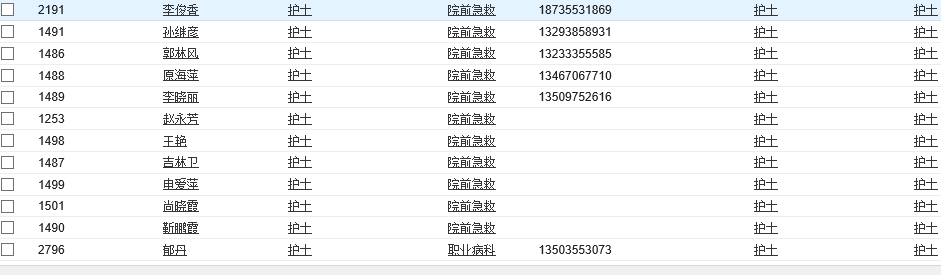 2191 李俊香 护士 院前急救 18735531869 护士 护士
1491 孙继彦 护士 院前急救 13293858931 护士 护士
1486 郭林风 护士 院前急救 13233355585 护士 护士
1488 原海萍 护士 院前急救 13467067710 护士 护士
1489 李晓丽 护士 院前急救 13509752616 护士 护士
1253 赵永芳 护士 院前急救 护士 护士
1498 王艳 护士 院前急救 护士 护士
1487 吉林卫 护士 院前急救 护士 护士
1499 申爱萍 护士 院前急救 护士 护士
1501 尚晓霞 护士 院前急救 护士 护士
1490 靳鹏霞 护士 院前急救 护士 护士
2796 郁丹 护士 职业病科 13503553073 护士 护士